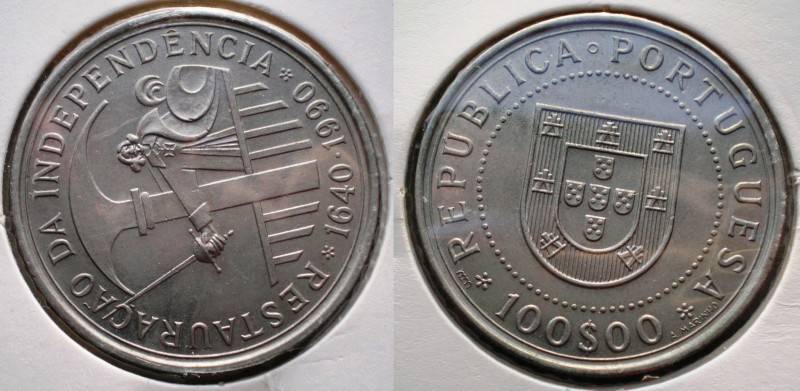 RESTAURAÇÃO DA INDEPENDÊNCIA * 1640 · 1990 *
REPUBLICA · PORTUGUESA
* 100$00 *